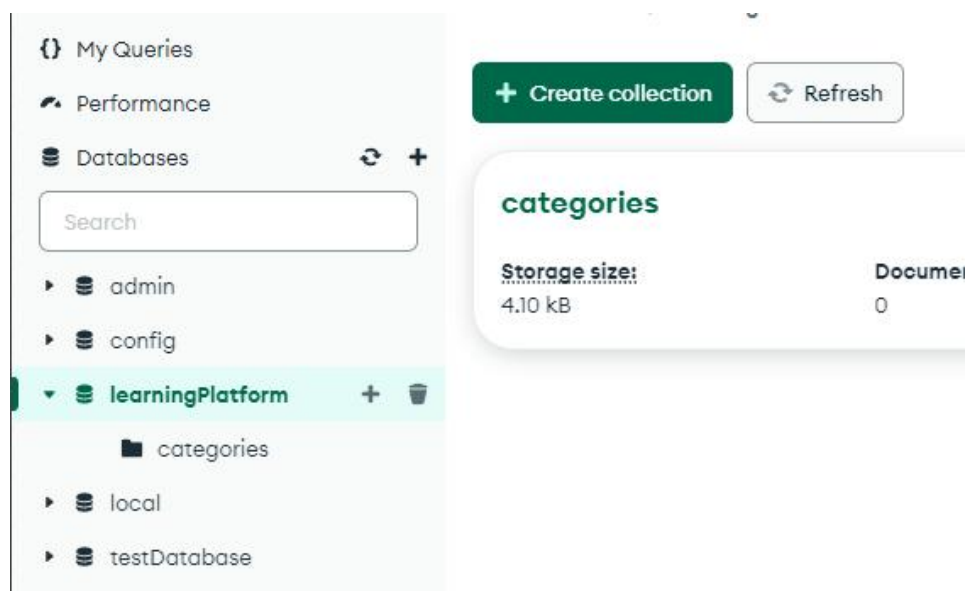 {} My Queries
Performance
Databases
Search
admin
config
learningPlatform
categories
local
testDatabase
+ Create collection
Refresh
categories
Storage size:
4.10 kB
0